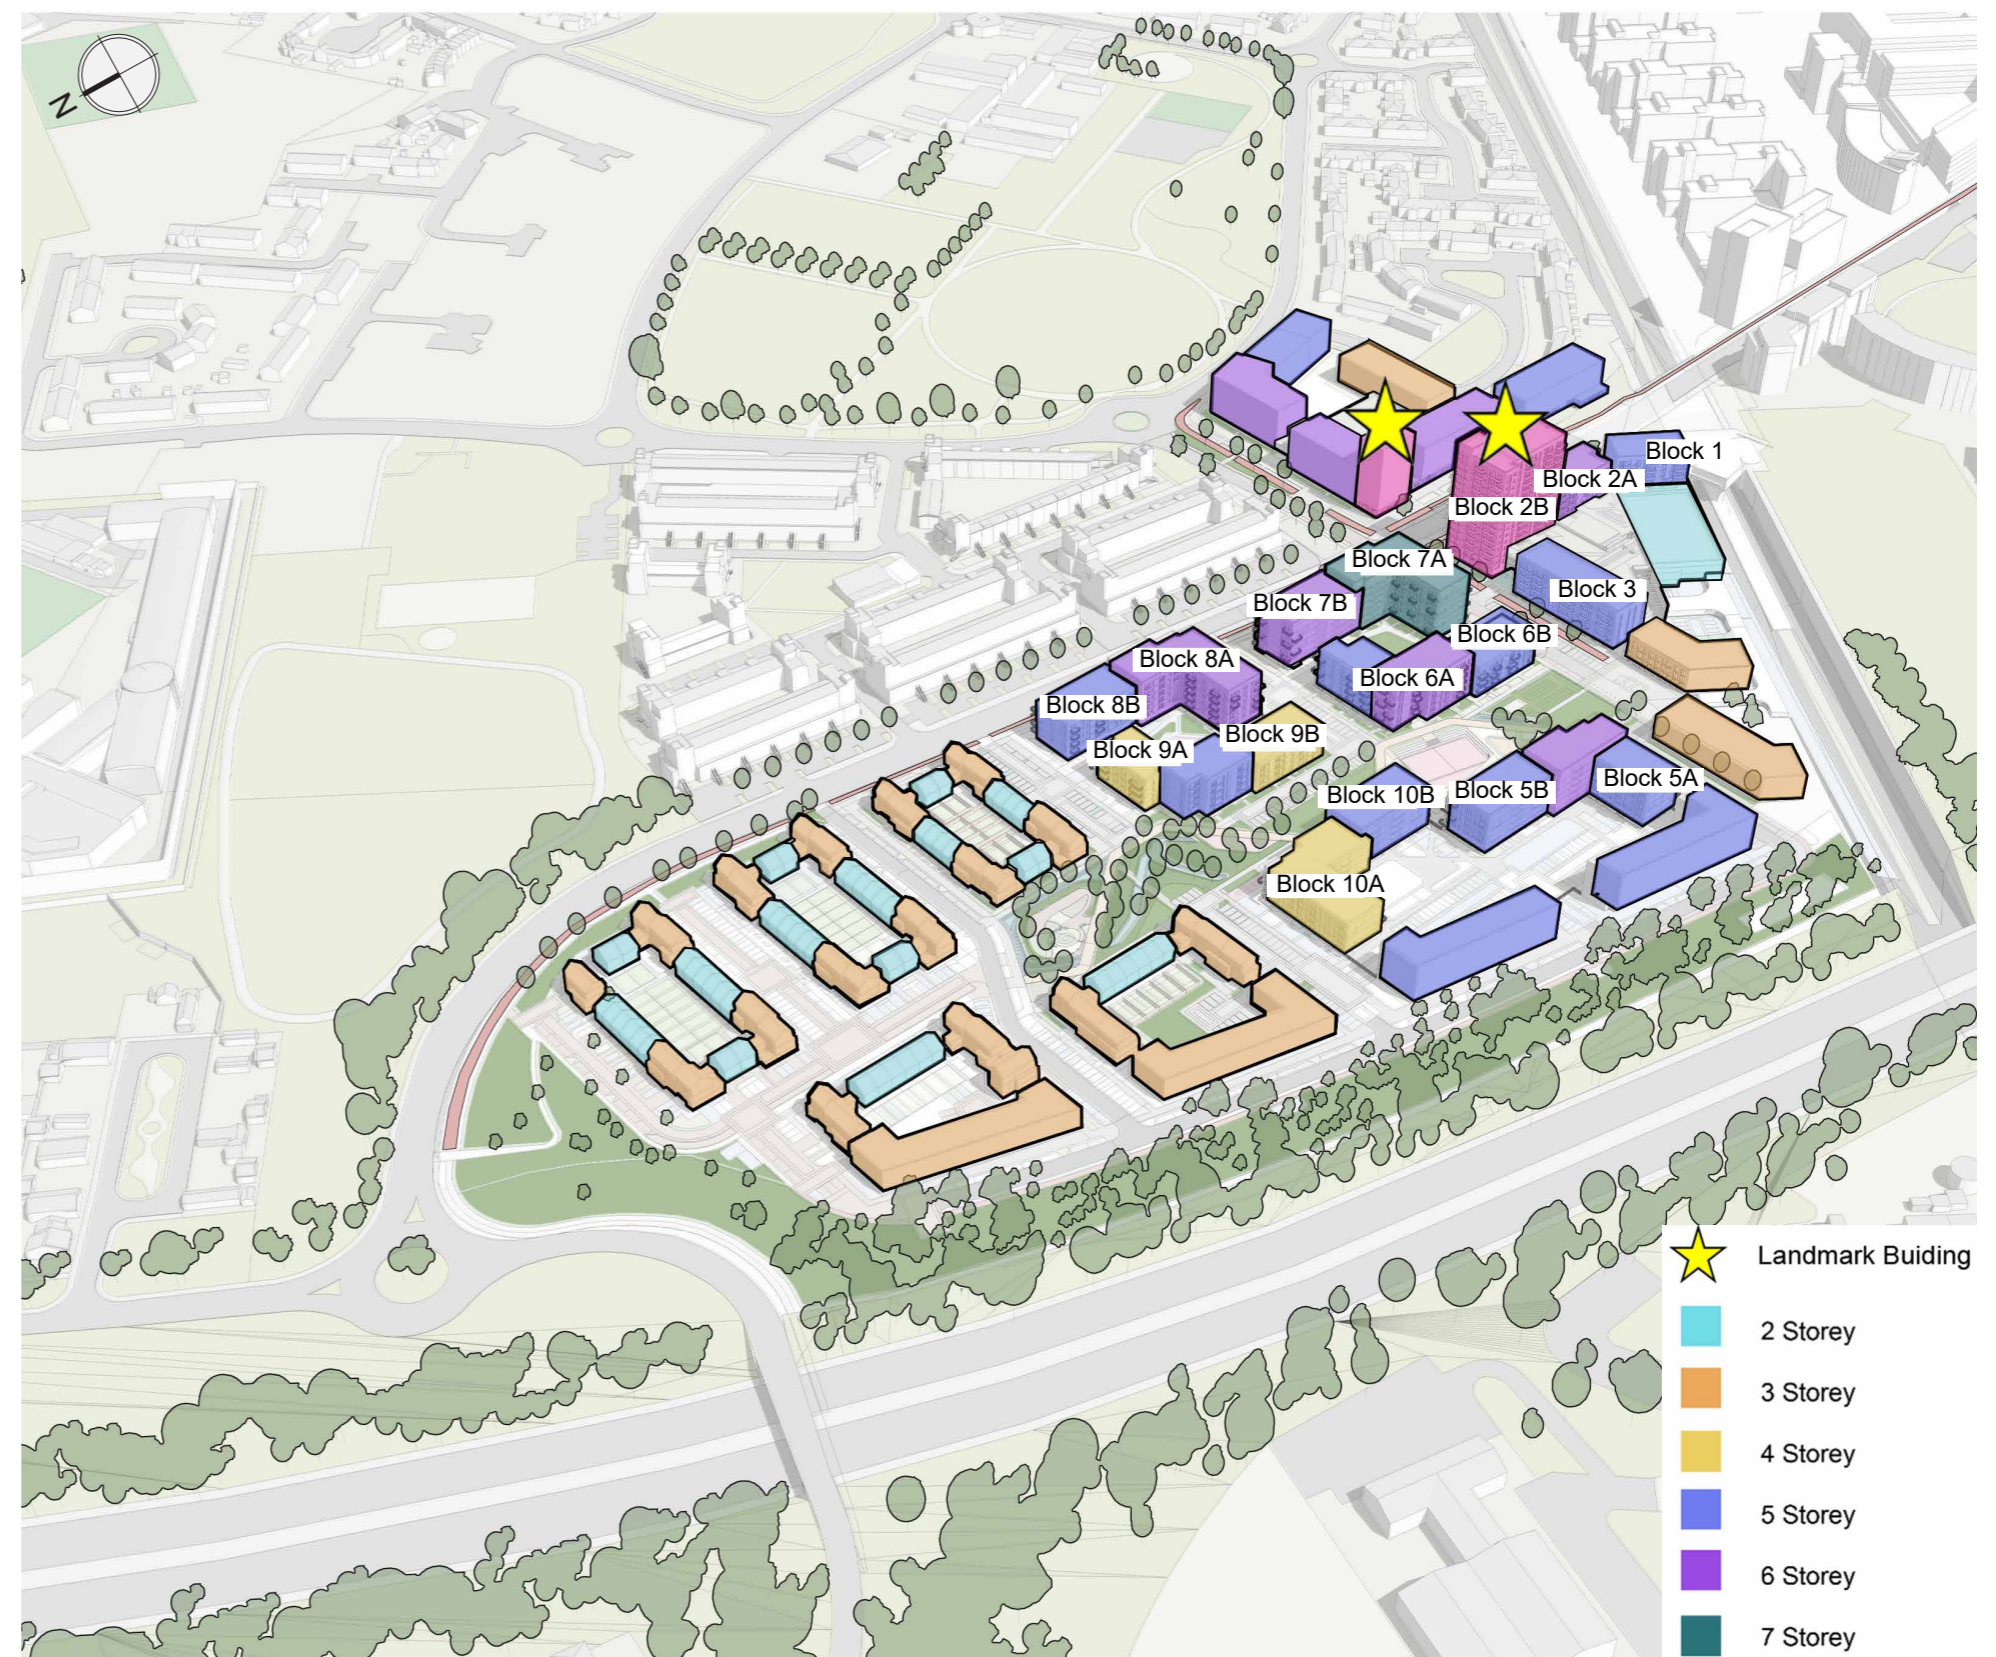 N
Block 1
Block 2A
Block 2B
Block 7A
Block 3
Block 7B
Block 6B
Block 8A
Block 6A
Block 8B
Block 9B
Block 9A
Block 5A
Block 5B
Block 10B
Block 10A
Landmark Buiding
2 Storey
3 Storey
4 Storey
5 Storey
6 Storey
7 Storey